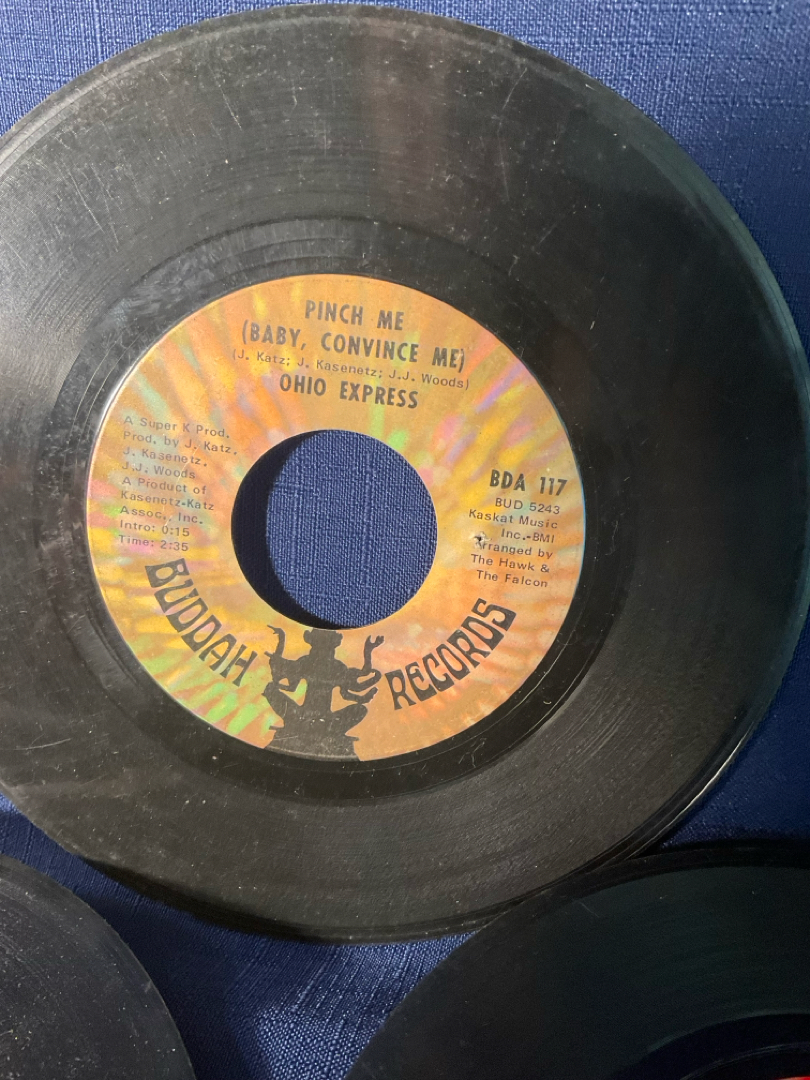 PINCH ME
(BABY, CONVINCE ME)
(J. Katz; J. Kasenetz; J.J. Woods)
OHIO EXPRESS
A Super K Prod.
Prod. by J. Katz,
J. Kasenetz,
J.J. Woods
A Product of
Kasenetz-Katz
Assoc., Inc.
Intro: 0:15
Time: 2:35
BDA 117
BUD 5243
Kaskat Music
Inc.-BMI
Arranged by
The Hawk &
The Falcon
BUDDAH RECORDS